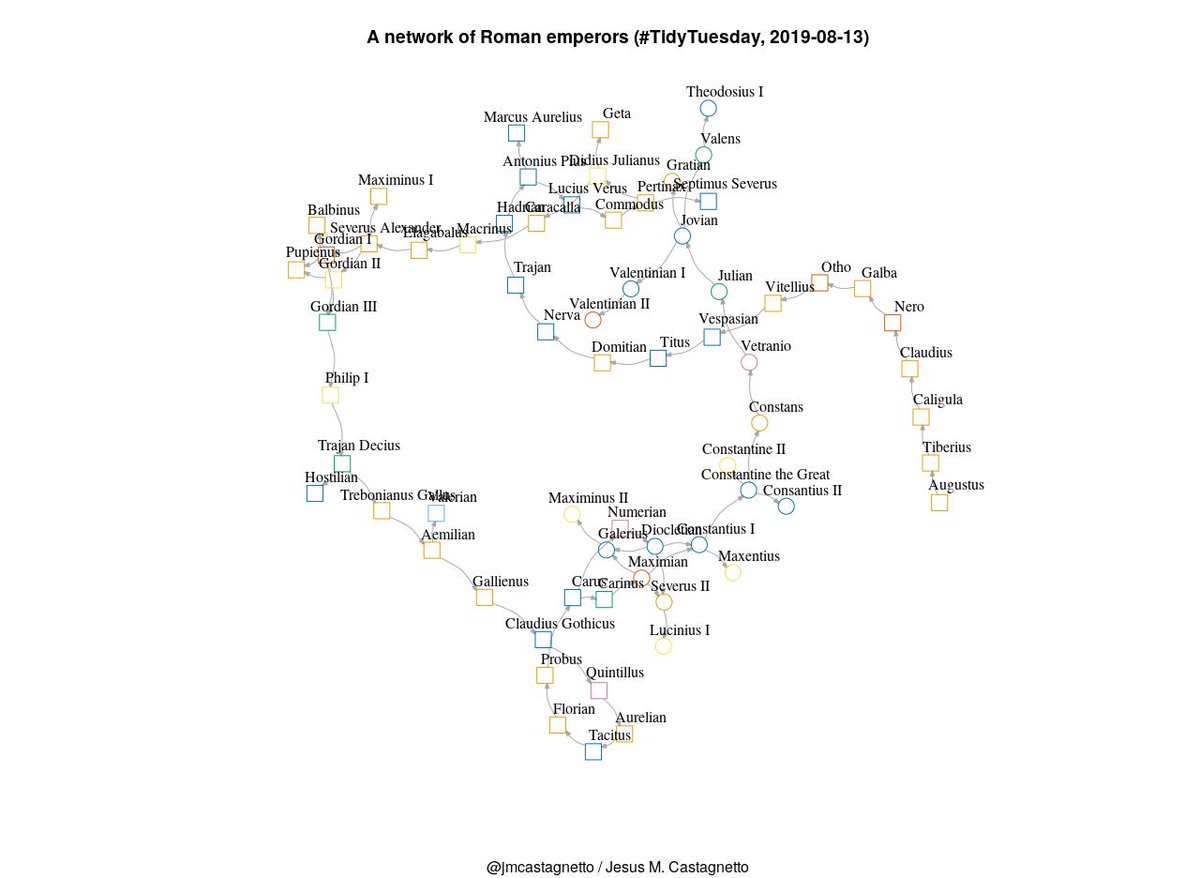 A network of Roman emperors (#TidyTuesday, 2019-08-13)
Theodosius I
Marcus Aurelius
Geta
Valens
Antonius Pius
Didius Julianus
Gratian
Maximinus I
Lucius Verus
Pertinax
Septimus Severus
Balbinus
Hadrian
Caracalla
Commodus
Severus Alexander
Elagabalus
Macrinus
Jovian
Gordian I
Pupienus
Gordian II
Trajan
Valentinian I
Julian
Otho
Galba
Vitellius
Gordian III
Valentinian II
Nerva
Vespasian
Nero
Domitian
Titus
Vetranio
Claudius
Philip I
Constans
Caligula
Trajan Decius
Constantine II
Tiberius
Hostilian
Constantine the Great
Consantius II
Augustus
Trebonianus Gallus
Valerian
Maximinus II
Numerian
Aemilian
Galerius
Diocletian
Constantius I
Maximian
Maxentius
Gallienus
Carus
Carinus
Severus II
Claudius Gothicus
Lucinius I
Probus
Quintillus
Florian
Aurelian
Tacitus
@jmcastagnetto / Jesus M. Castagnetto